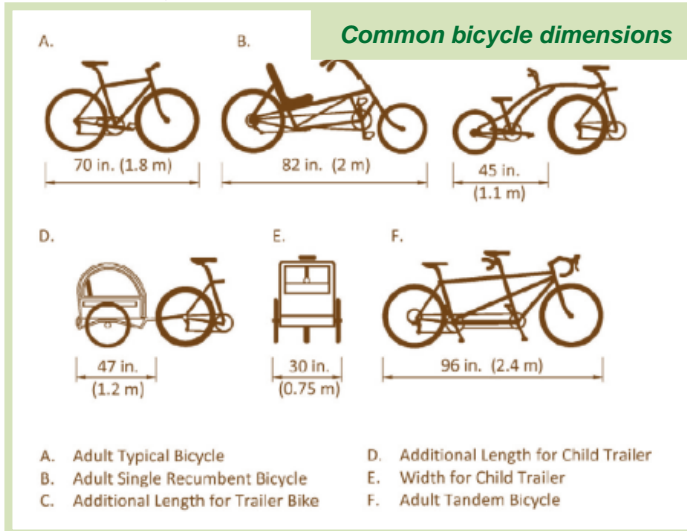 Common bicycle dimensions
A.
B.
70 in. (1.8 m)
82 in. (2 m)
45 in.
(1.1 m)
D.
E.
F.
47 in.
(1.2 m)
30 in.
(0.75 m)
96 in. (2.4 m)
A. Adult Typical Bicycle
B. Adult Single Recumbent Bicycle
C. Additional Length for Trailer Bike
D. Additional Length for Child Trailer
E. Width for Child Trailer
F. Adult Tandem Bicycle